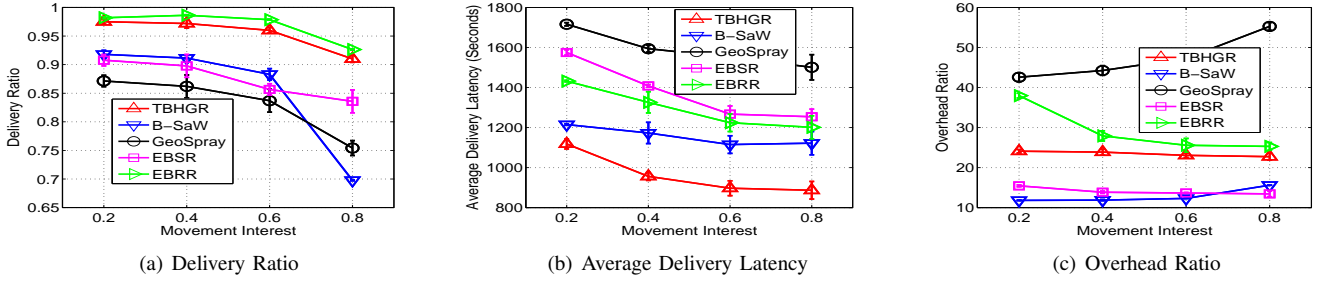 1
0.95
0.9
0.85
0.8
0.75
0.7
0.65
Delivery Ratio
TBHGR
B−SaW
GeoSpray
EBSR
EBRR
0.2 0.4 0.6 0.8
Movement Interest
(a) Delivery Ratio
1800
1600
1400
1200
1000
800
Average Delivery Latency (Seconds)
TBHGR
B−SaW
GeoSpray
EBSR
EBRR
0.2 0.4 0.6 0.8
Movement Interest
(b) Average Delivery Latency
60
50
40
30
20
10
Overhead Ratio
TBHGR
B−SaW
GeoSpray
EBSR
EBRR
0.2 0.4 0.6 0.8
Movement Interest
(c) Overhead Ratio